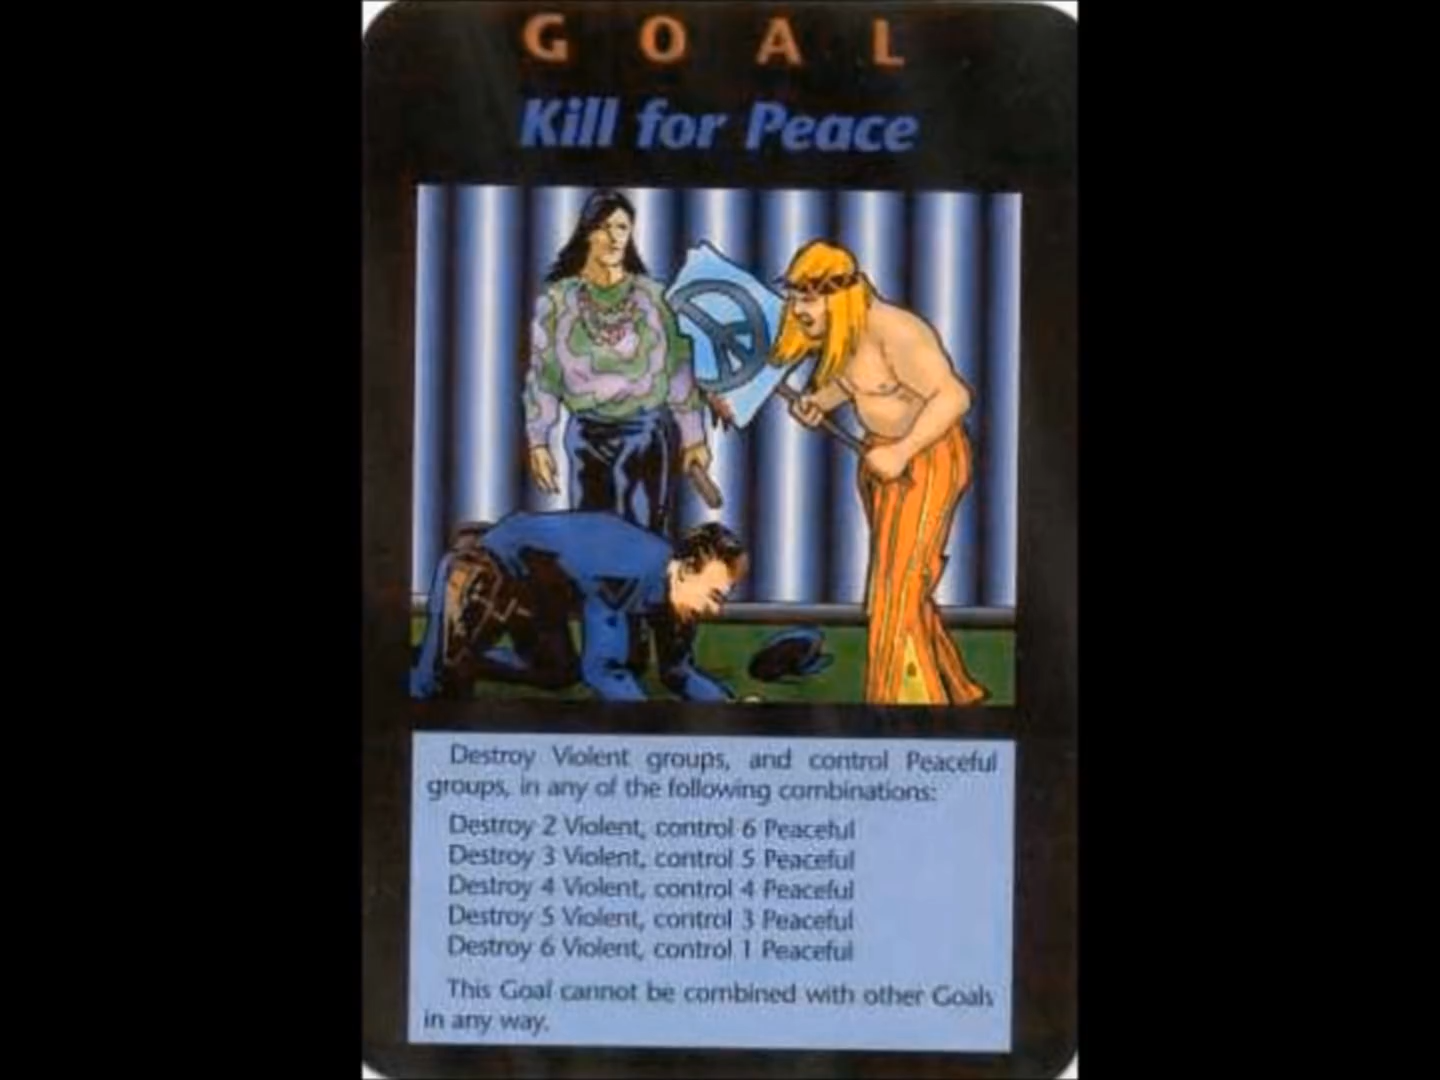 GOAL
Kill for Peace
Destroy Violent groups, and control Peaceful
groups, in any of the following combinations:
Destroy 2 Violent, control 6 Peaceful
Destroy 3 Violent, control 5 Peaceful
Destroy 4 Violent, control 4 Peaceful
Destroy 5 Violent, control 3 Peaceful
Destroy 6 Violent, control 1 Peaceful
This Goal cannot be combined with other Goals
in any way.